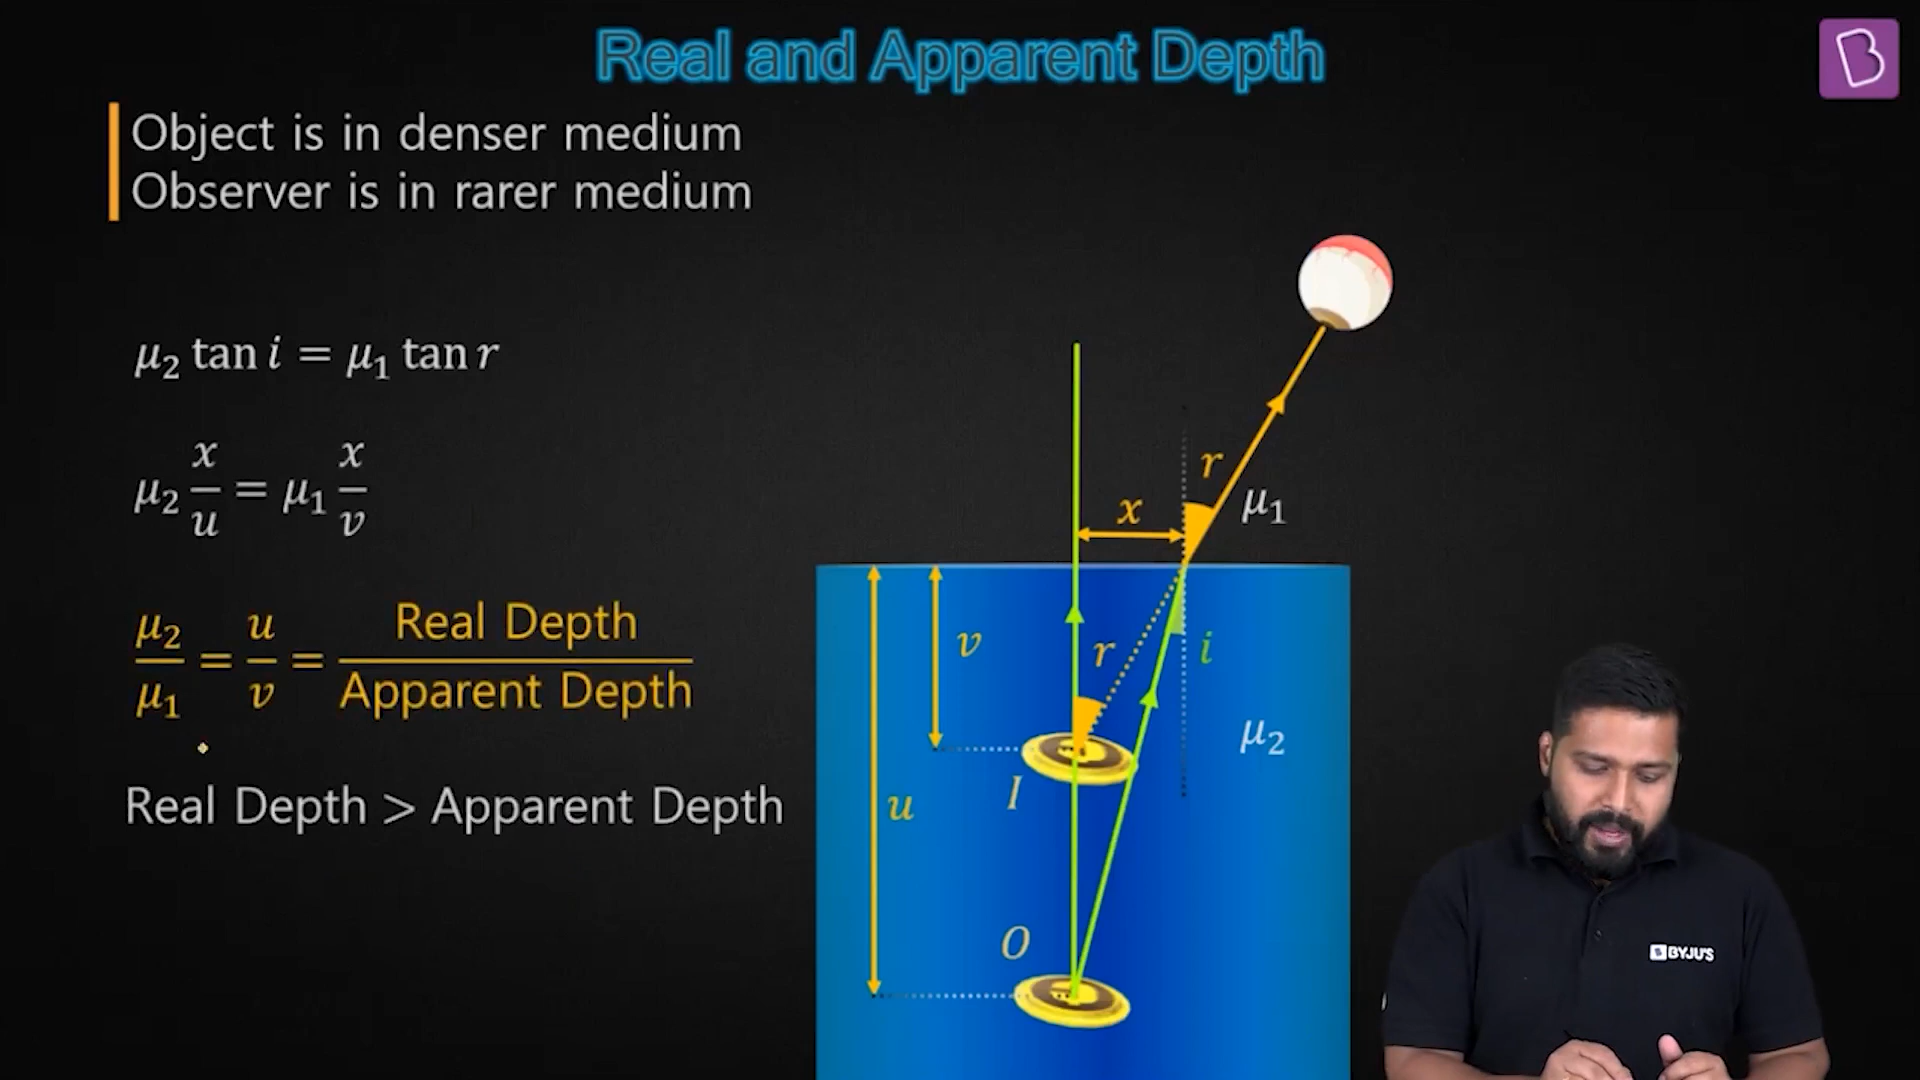 Real and Apparent Depth
B
Object is in denser medium
Observer is in rarer medium
μ₂ tan i = μ₁ tan r
μ₂ x/u = μ₁ x/v
μ₂/μ₁ = u/v = Real Depth/Apparent Depth
Real Depth > Apparent Depth
r
μ₁
x
v
r
i
μ₂
I
u
O
B BYJU'S